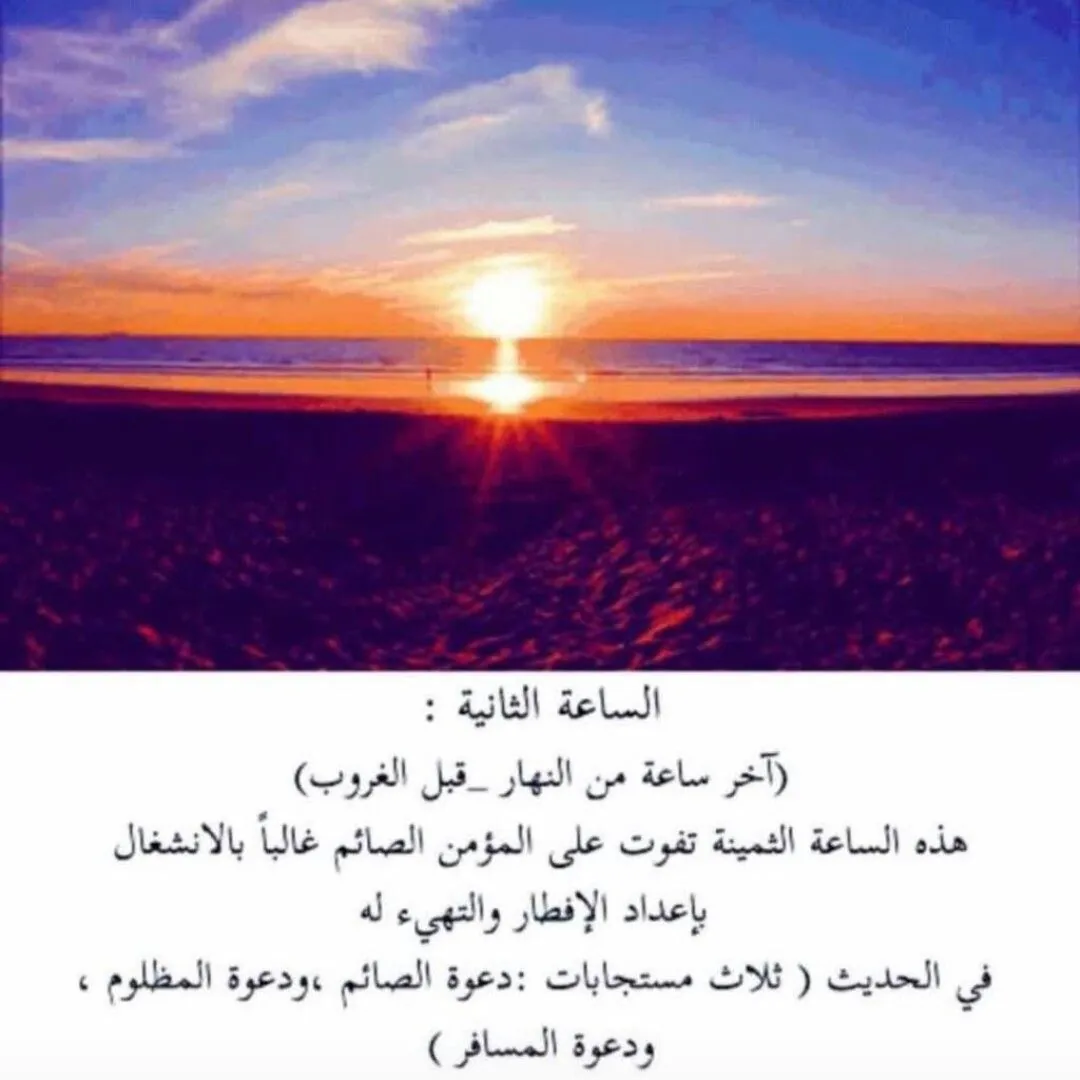 الساعة الثانية :
(آخر ساعة من النهار _قبل الغروب)
هذه الساعة الثمينة تفوت على المؤمن الصائم غالباً بالانشغال
بإعداد الإفطار والتهيء له
في الحديث ( ثلاث مستجابات :دعوة الصائم ،ودعوة المظلوم ،
ودعوة المسافر )